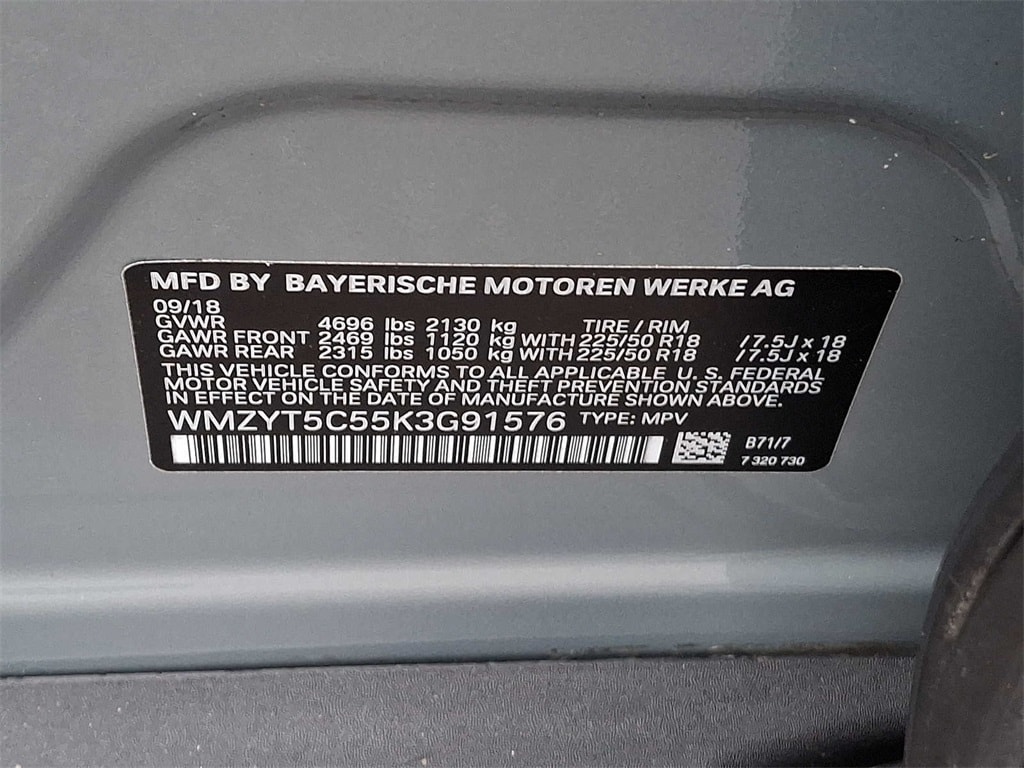 MFD BY BAYERISCHE MOTOREN WERKE AG
09/18
GVWR 4696 lbs 2130 kg TIRE / RIM
GAWR FRONT 2469 lbs 1120 kg WITH 225/50 R18 /7.5J x 18
GAWR REAR 2315 lbs 1050 kg WITH 225/50 R18 /7.5J x 18
THIS VEHICLE CONFORMS TO ALL APPLICABLE U. S. FEDERAL
MOTOR VEHICLE SAFETY AND THEFT PREVENTION STANDARDS
IN EFFECT ON THE DATE OF MANUFACTURE SHOWN ABOVE.
WMZYT5C55K3G91576 TYPE: MPV
B71/7
7 320 730